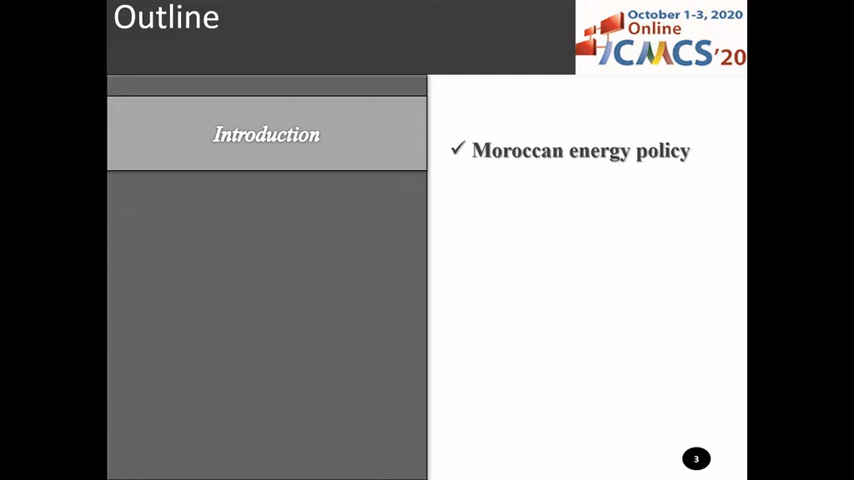 Outline
October 1-3, 2020
Online
ICMCS'20
Introduction
✓ Moroccan energy policy
3